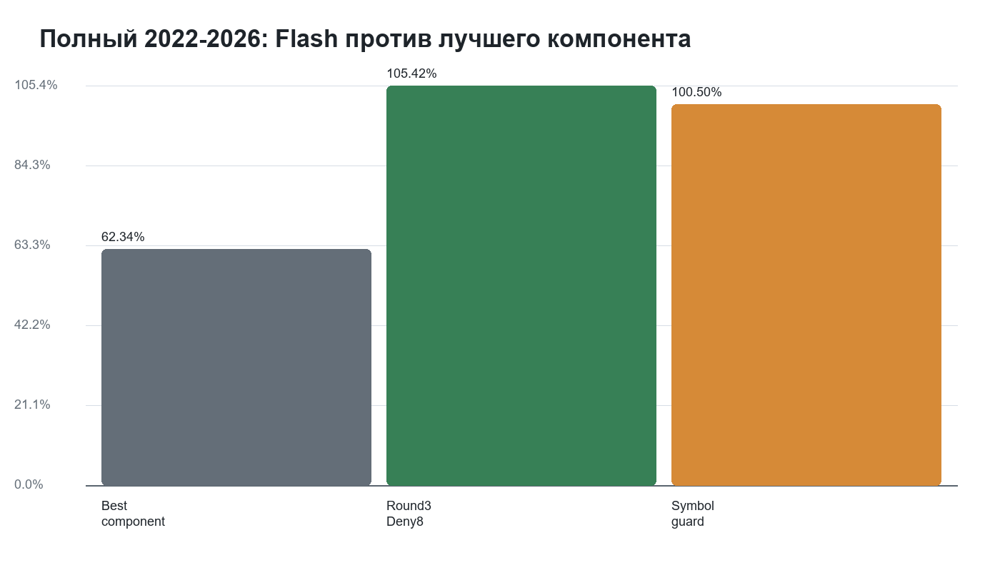 Полный 2022-2026: Flash против лучшего компонента
105.42%
105.4%
100.50%
84.3%
62.34%
63.3%
42.2%
21.1%
0.0%
Best
component
Round3
Deny8
Symbol
guard